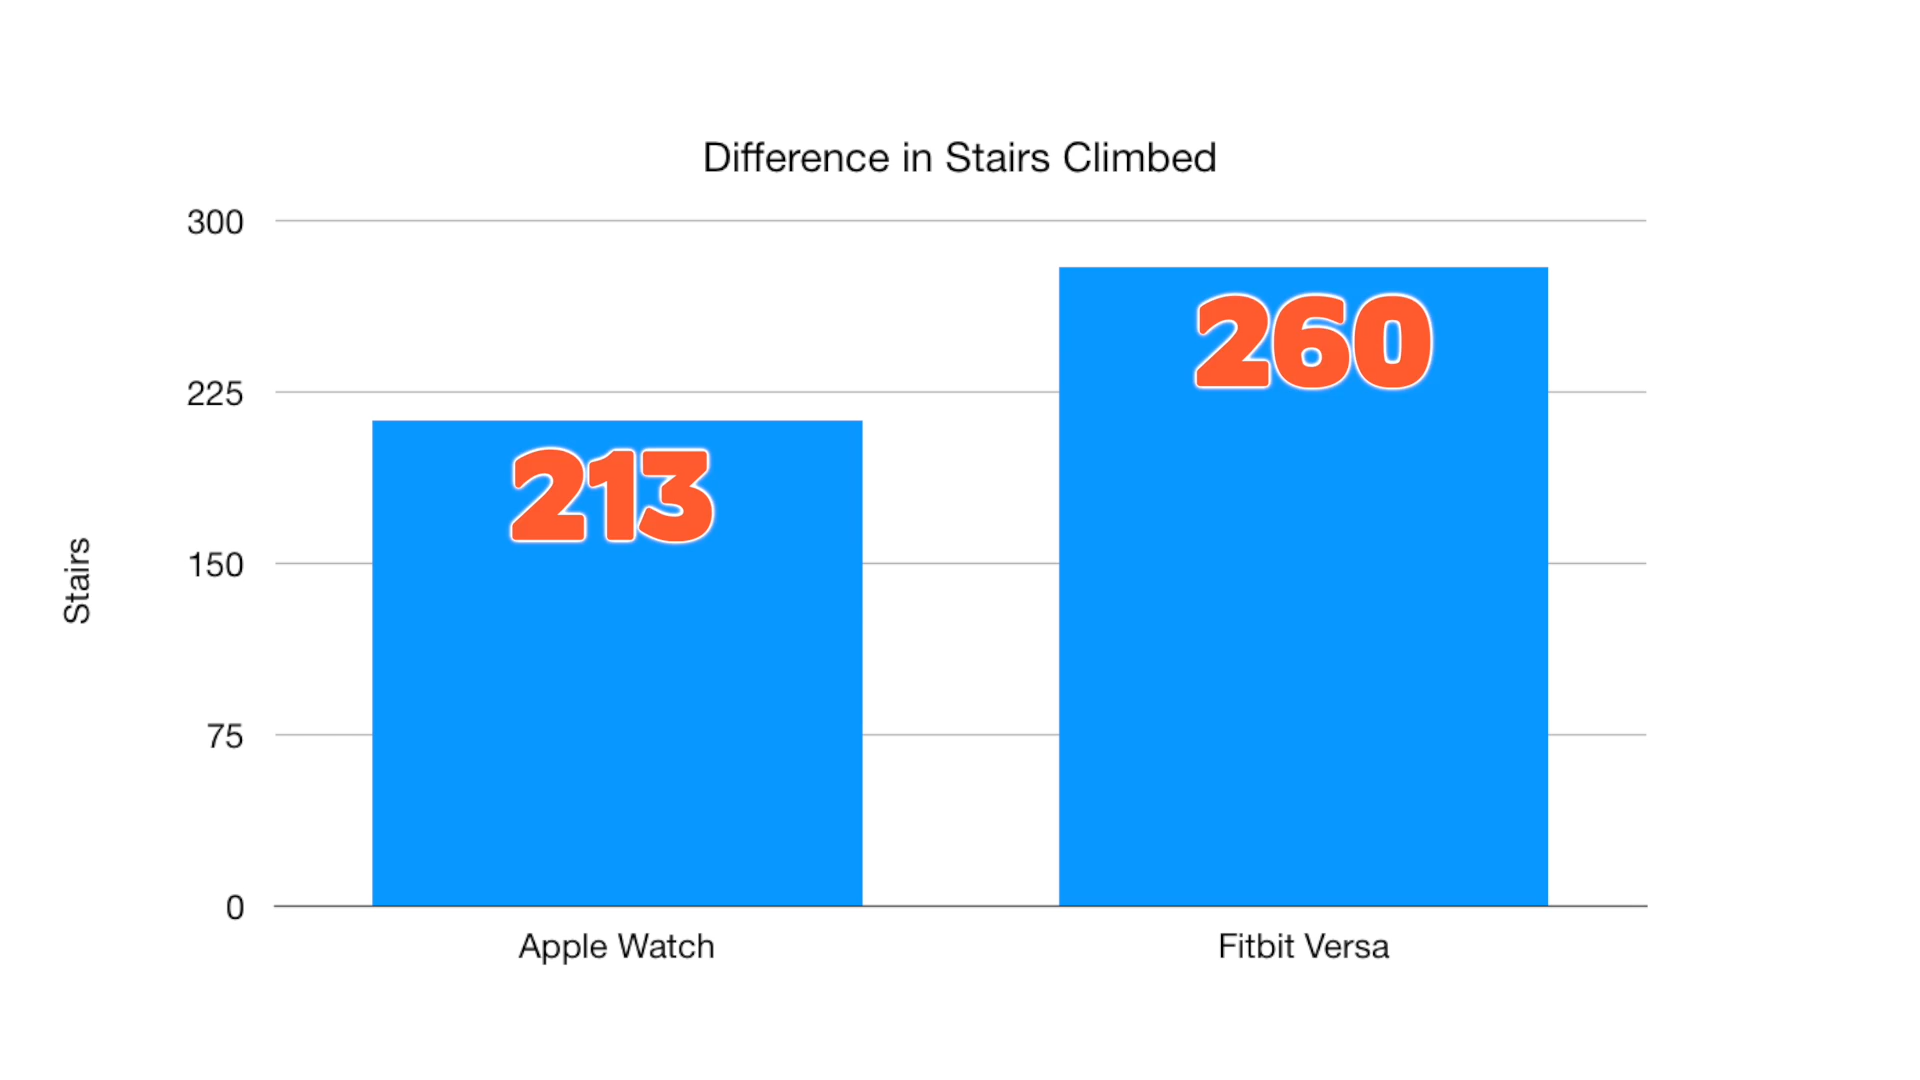 Difference in Stairs Climbed
300
225
150
75
0
Stairs
213
260
Apple Watch
Fitbit Versa